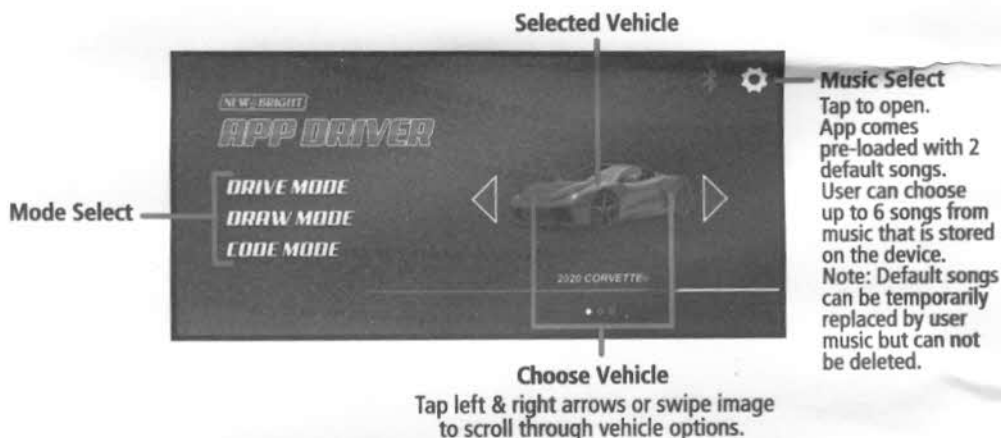 Selected Vehicle
NEW BRIGHT
APP DRIVER
DRIVE MODE
DRAW MODE
CODE MODE
Mode Select
2020 CORVETTE®
Music Select
Tap to open.
App comes
pre-loaded with 2
default songs.
User can choose
up to 6 songs from
music that is stored
on the device.
Note: Default songs
can be temporarily
replaced by user
music but can not
be deleted.
Choose Vehicle
Tap left & right arrows or swipe image
to scroll through vehicle options.